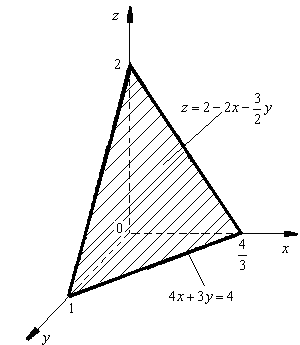 z
2
z = 2 − 2x − 3/2 y
0
4/3
x
1
4x + 3y = 4
y